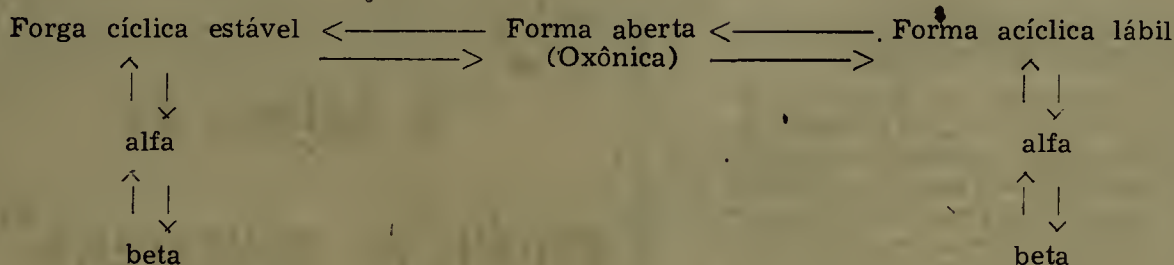 Forga cíclica estável <———— Forma aberta <———— Forma acíclica lábil
————> (Oxônica) ————>
alfa alfa
beta beta